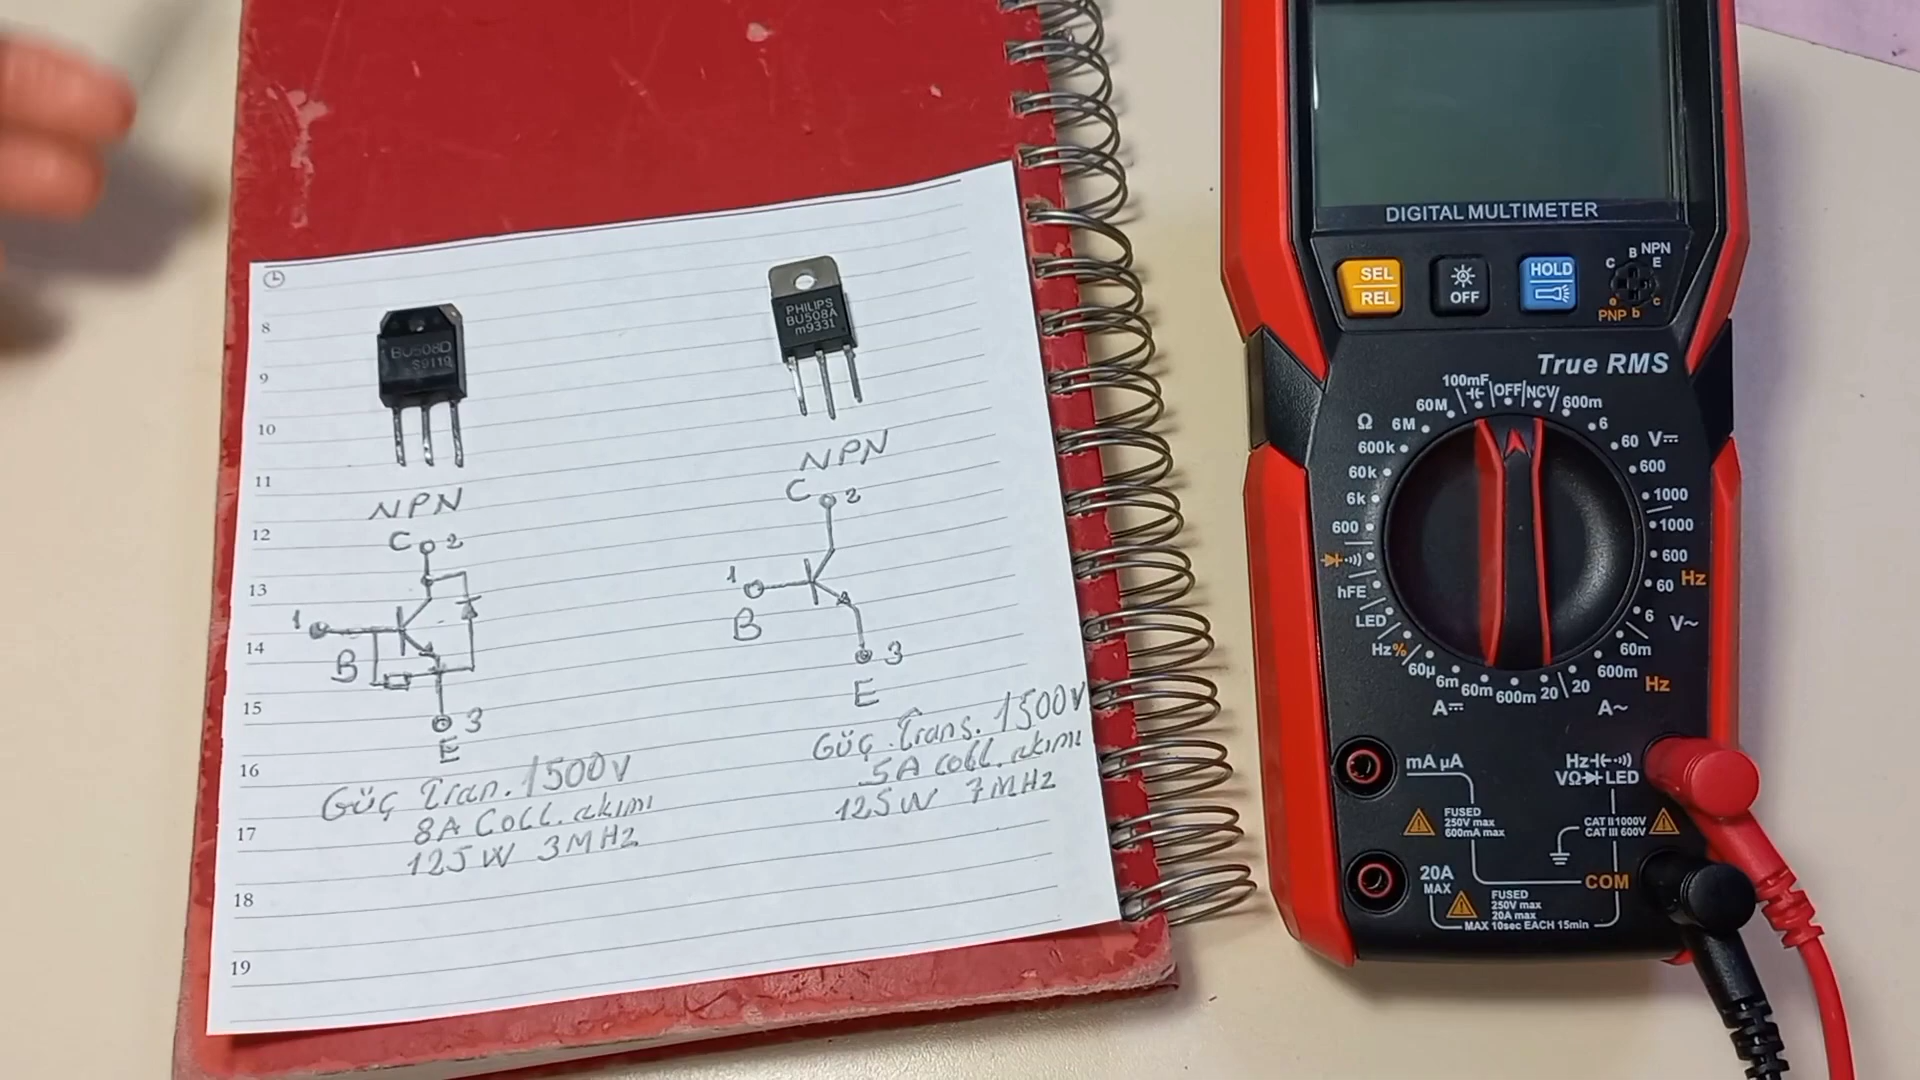 8
9
10
11
12
13
14
15
16
17
18
19
BU508D
S9119
NPN
C 2
1
B
3
E
Güç Tran. 1500V
8A Coll. akımı
125W 3MHz
PHILIPS
BU508A
m9331
NPN
C 2
1
B
3
E
Güç Trans. 1500V
5A Coll. akımı
125W 7MHz
DIGITAL MULTIMETER
SEL
REL
OFF
HOLD
NPN
C B E
e b c
PNP
True RMS
100mF
OFF
NCV
600m
6
60
V
600
1000
1000
600
60 Hz
6
V~
60m
600m Hz
A~
20
20
600m
60m
6m
60µ
A
Hz%
LED
hFE
600
6k
60k
600k
6M
60M
Ω
mA µA
FUSED
250V max
600mA max
Hz
VΩ LED
CAT II 1000V
CAT III 600V
COM
20A
MAX
FUSED
250V max
20A max
MAX 10sec EACH 15min